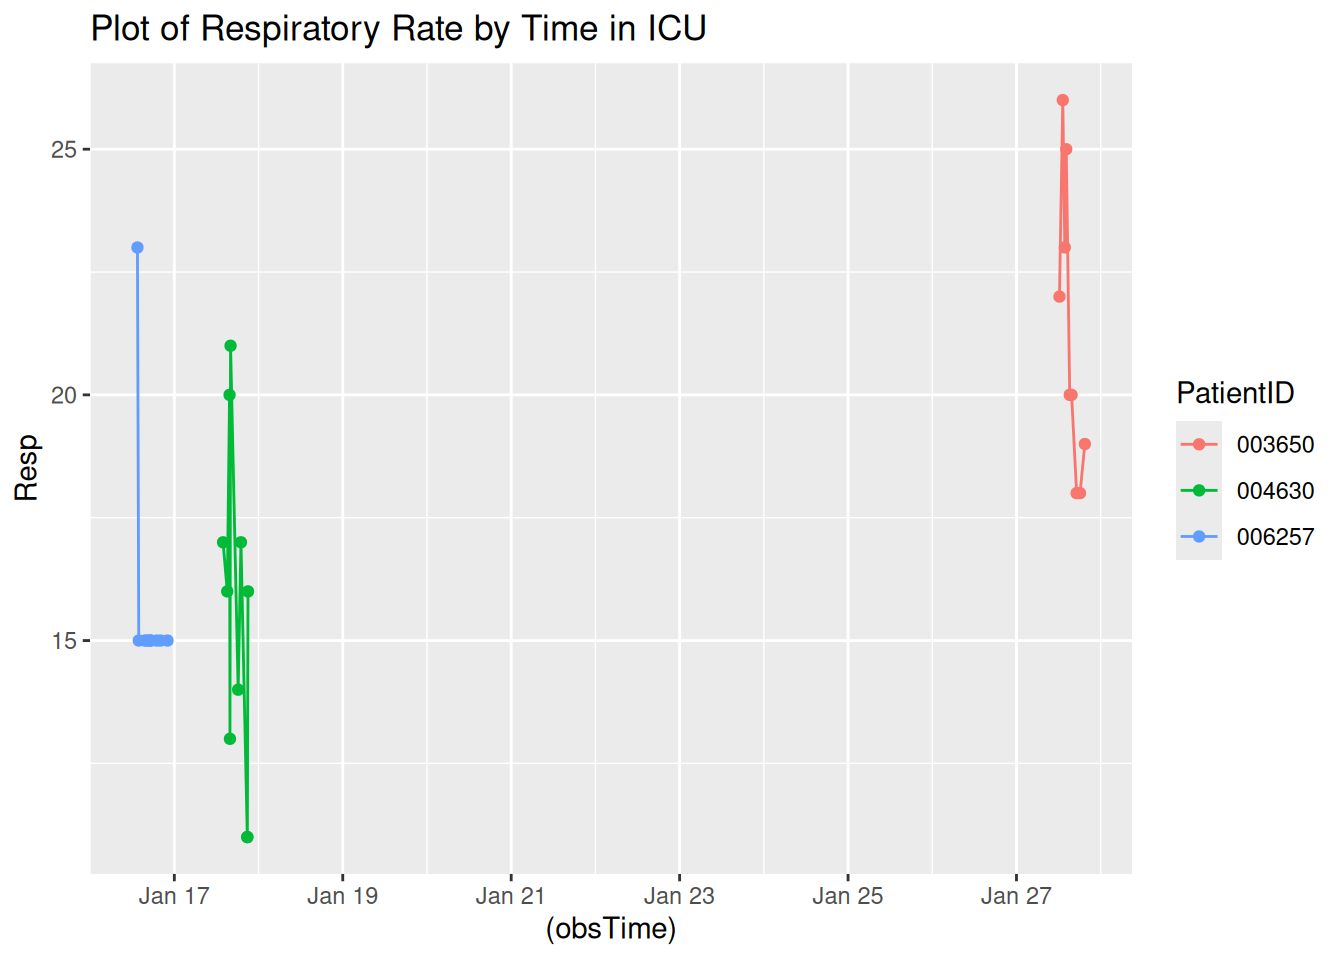 Plot of Respiratory Rate by Time in ICU
25
20
15
Resp
Jan 17 Jan 19 Jan 21 Jan 23 Jan 25 Jan 27
(obsTime)
PatientID
003650
004630
006257